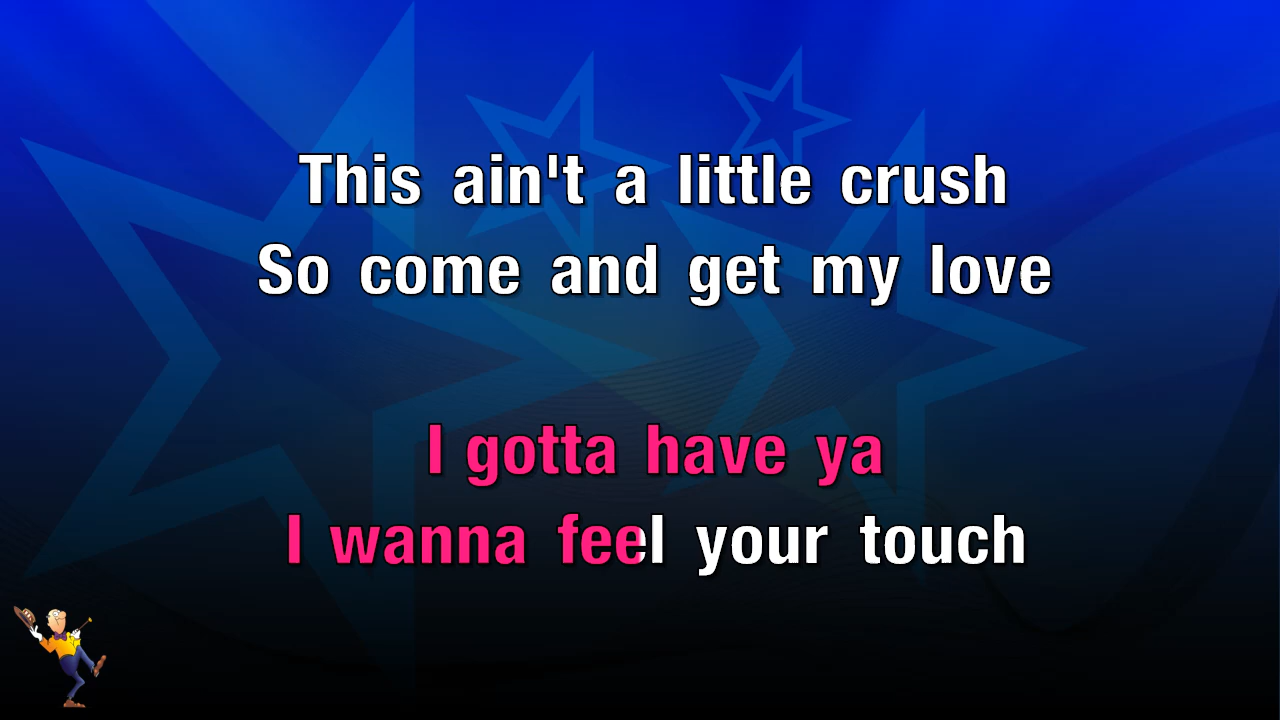 This ain't a little crush
So come and get my love
I gotta have ya
I wanna feel your touch